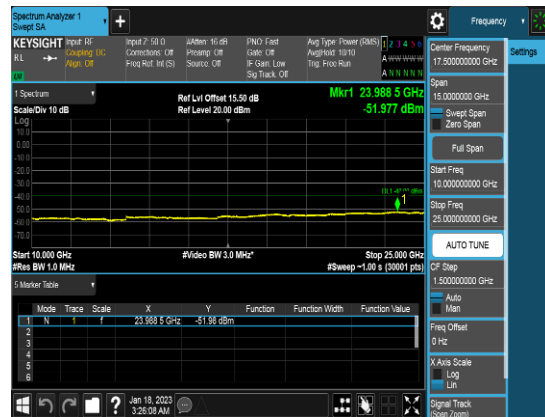 Spectrum Analyzer 1
Swept SA
+
Frequency
KEYSIGHT
RL
Input: RF
Coupling: DC
Align: Off
Input Z: 50 Ω
Corrections: Off
Freq Ref: Int (S)
#Atten: 16 dB
Preamp: Off
Source: Off
PNO: Fast
Gate: Off
IF Gain: Low
Sig Track: Off
Avg Type: Power (RMS)
Avg|Hold: 10/10
Trig: Free Run
1 2 3 4 5 6
A W W W W W
A N N N N N
LM
Center Frequency
17.500000000 GHz
Settings
Span
15.0000000 GHz
Swept Span
Zero Span
Full Span
Start Freq
10.000000000 GHz
Stop Freq
25.000000000 GHz
AUTO TUNE
CF Step
1.500000000 GHz
Auto
Man
Freq Offset
0 Hz
X Axis Scale
Log
Lin
Signal Track
(Span Zoom)
1 Spectrum
Scale/Div 10 dB
Ref Lvl Offset 15.50 dB
Ref Level 20.00 dBm
Mkr1 23.988 5 GHz
-51.977 dBm
Log
10.0
0.00
-10.0
-20.0
-30.0
-40.0
-50.0
-60.0
-70.0
1
Start 10.000 GHz
#Res BW 1.0 MHz
#Video BW 3.0 MHz*
Stop 25.000 GHz
#Sweep ~1.00 s (30001 pts)
5 Marker Table
Mode Trace Scale X Y Function Function Width Function Value
1 N 1 f 23.988 5 GHz -51.98 dBm
2
3
4
5
6
?
Jan 18, 2023
3:26:08 AM